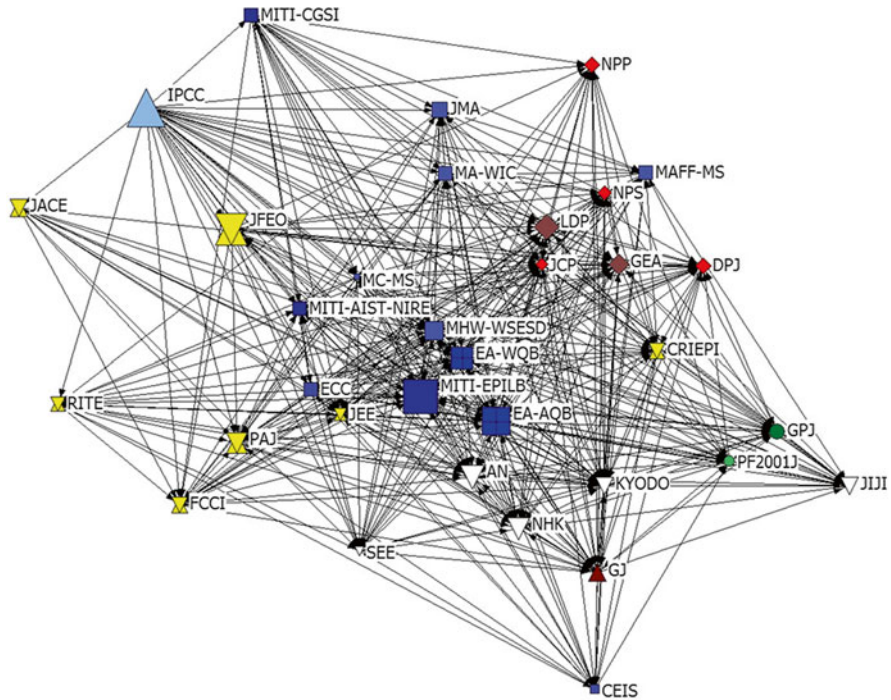 MITI-CGSI
NPP
IPCC
JMA
MA-WIC
MAFF-MS
NPS
JACE
JFEO
LDP
JCP
GEA
DPJ
MC-MS
MITI-AIST-NIRE
MHW-WSESD
CRIEPI
EA-WQB
ECC
MITI-EPILB
RITE
JEE
EA-AQB
PAJ
GPJ
PF2001J
AN
KYODO
JIJI
FCCI
NHK
SEE
GJ
CEIS